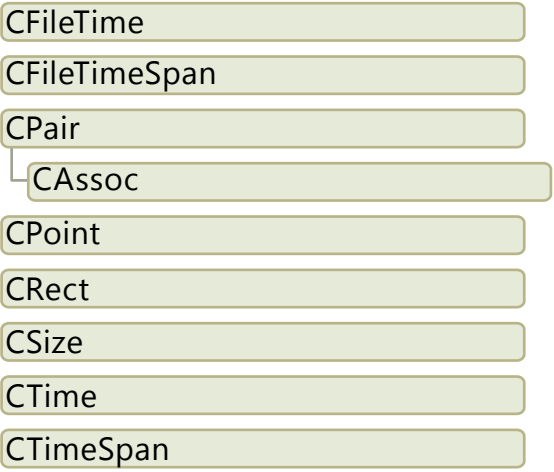 CFileTime
CFileTimeSpan
CPair
CAssoc
CPoint
CRect
CSize
CTime
CTimeSpan